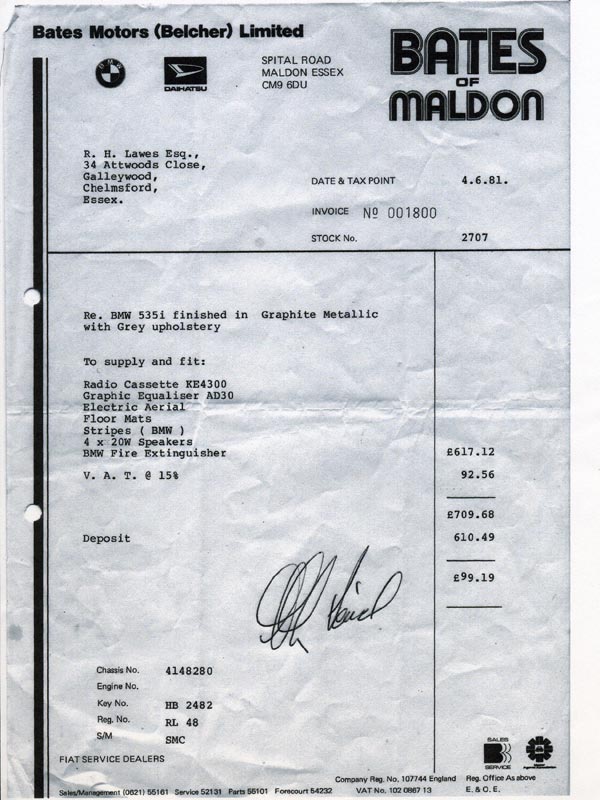 Bates Motors (Belcher) Limited
BMW
DAIHATSU
SPITAL ROAD
MALDON ESSEX
CM9 6DU
BATES
OF
MALDON
R. H. Lawes Esq.,
34 Attwoods Close,
Galleywood,
Chelmsford,
Essex.
DATE & TAX POINT 4.6.81.
INVOICE Nº 001800
STOCK No. 2707
Re. BMW 535i finished in Graphite Metallic
with Grey upholstery
To supply and fit:
Radio Cassette KE4300
Graphic Equaliser AD30
Electric Aerial
Floor Mats
Stripes ( BMW )
4 x 20W Speakers
BMW Fire Extinguisher £617.12
V. A. T. @ 15% 92.56
£709.68
Deposit 610.49
£99.19
Chassis No. 4148280
Engine No.
Key No. HB 2482
Reg. No. RL 48
S/M SMC
FIAT SERVICE DEALERS
SALES
SERVICE
Company Reg. No. 107744 England Reg. Office As above
Sales/Management (0621) 55161 Service 52131 Parts 55101 Forecourt 54232 VAT No. 102 0867 13 E. & O. E.